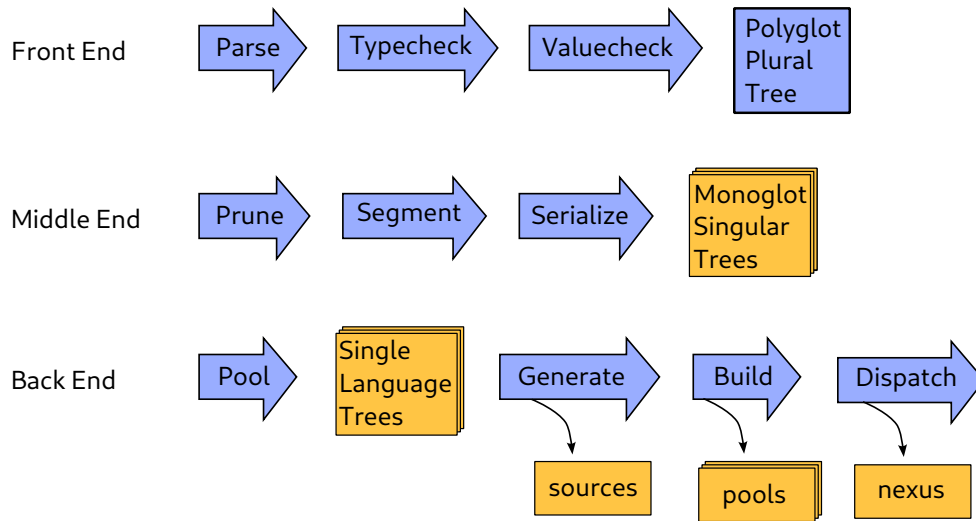 Front End
Parse
Typecheck
Valuecheck
Polyglot
Plural
Tree
Middle End
Prune
Segment
Serialize
Monoglot
Singular
Trees
Back End
Pool
Single
Language
Trees
Generate
Build
Dispatch
sources
pools
nexus